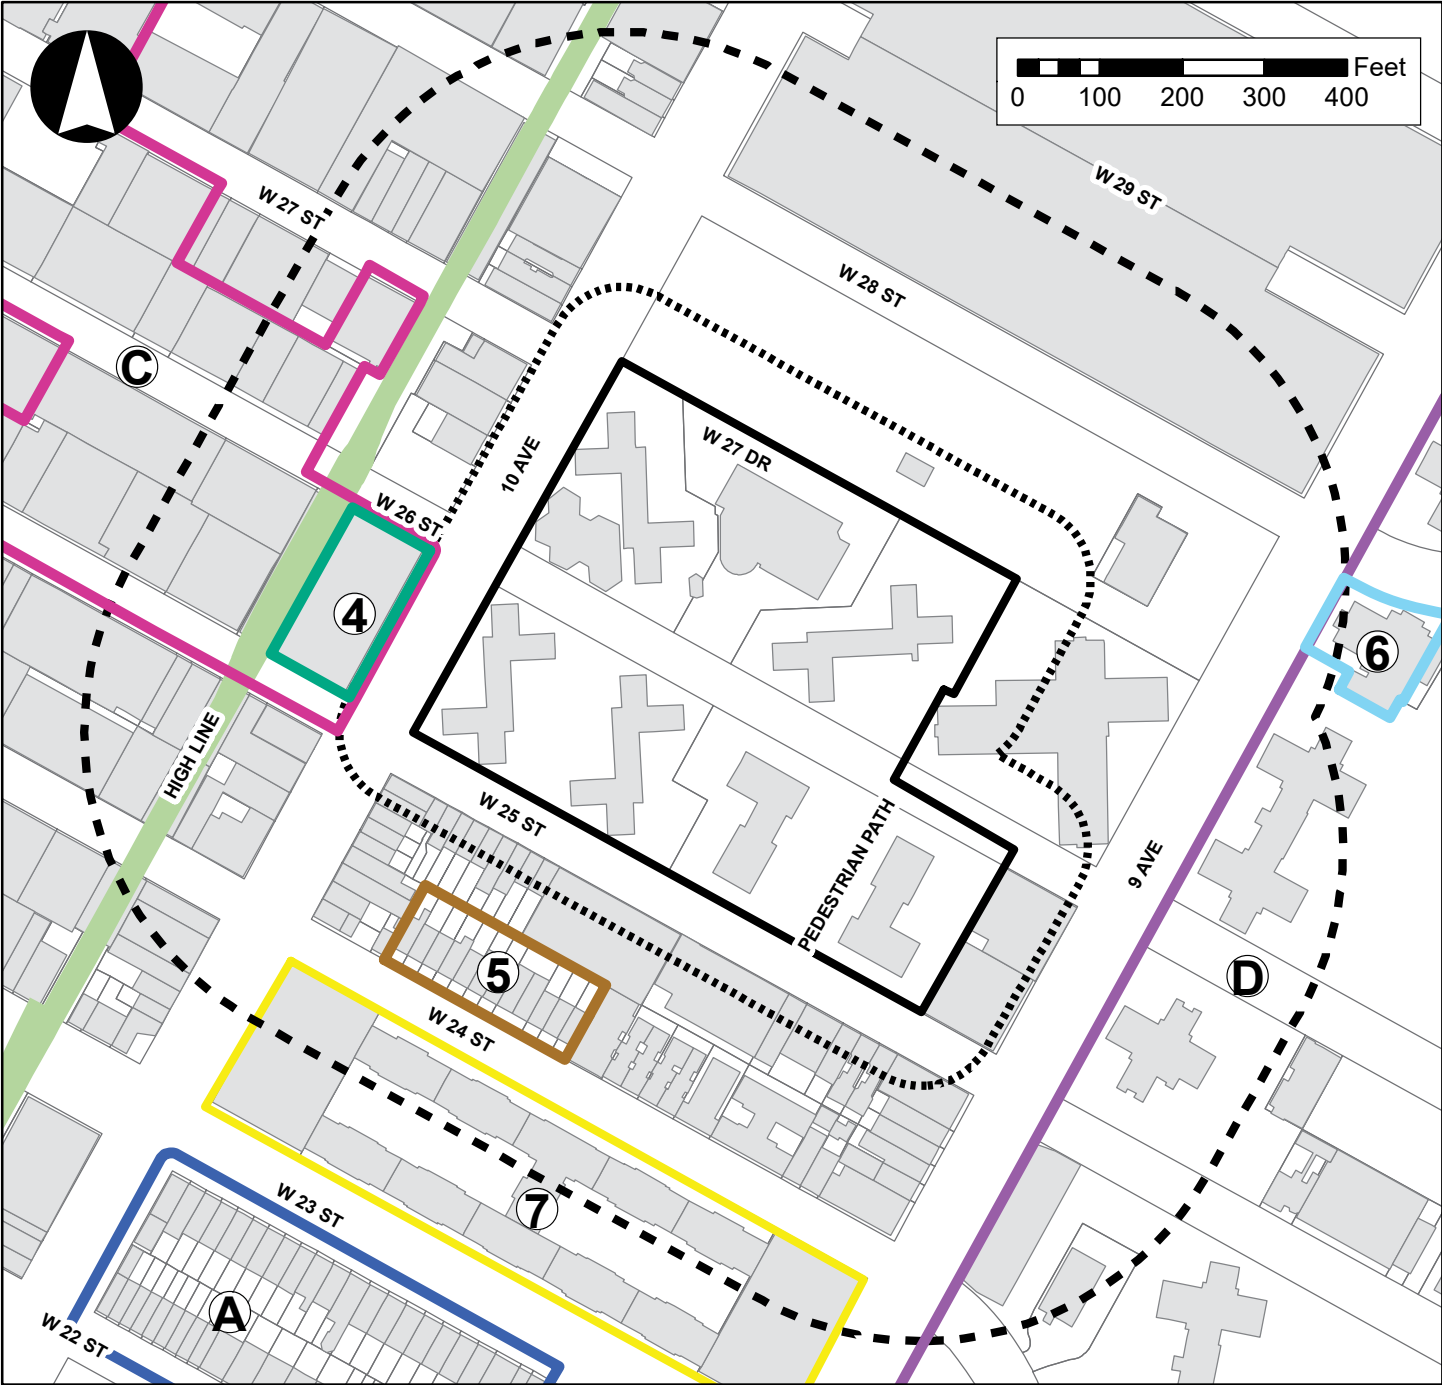 Feet
0 100 200 300 400
W 29 ST
W 27 ST
W 28 ST
C
10 AVE
W 27 DR
W 26 ST
4
6
HIGH LINE
W 25 ST
PEDESTRIAN PATH
9 AVE
5
D
W 24 ST
7
W 23 ST
A
W 22 ST